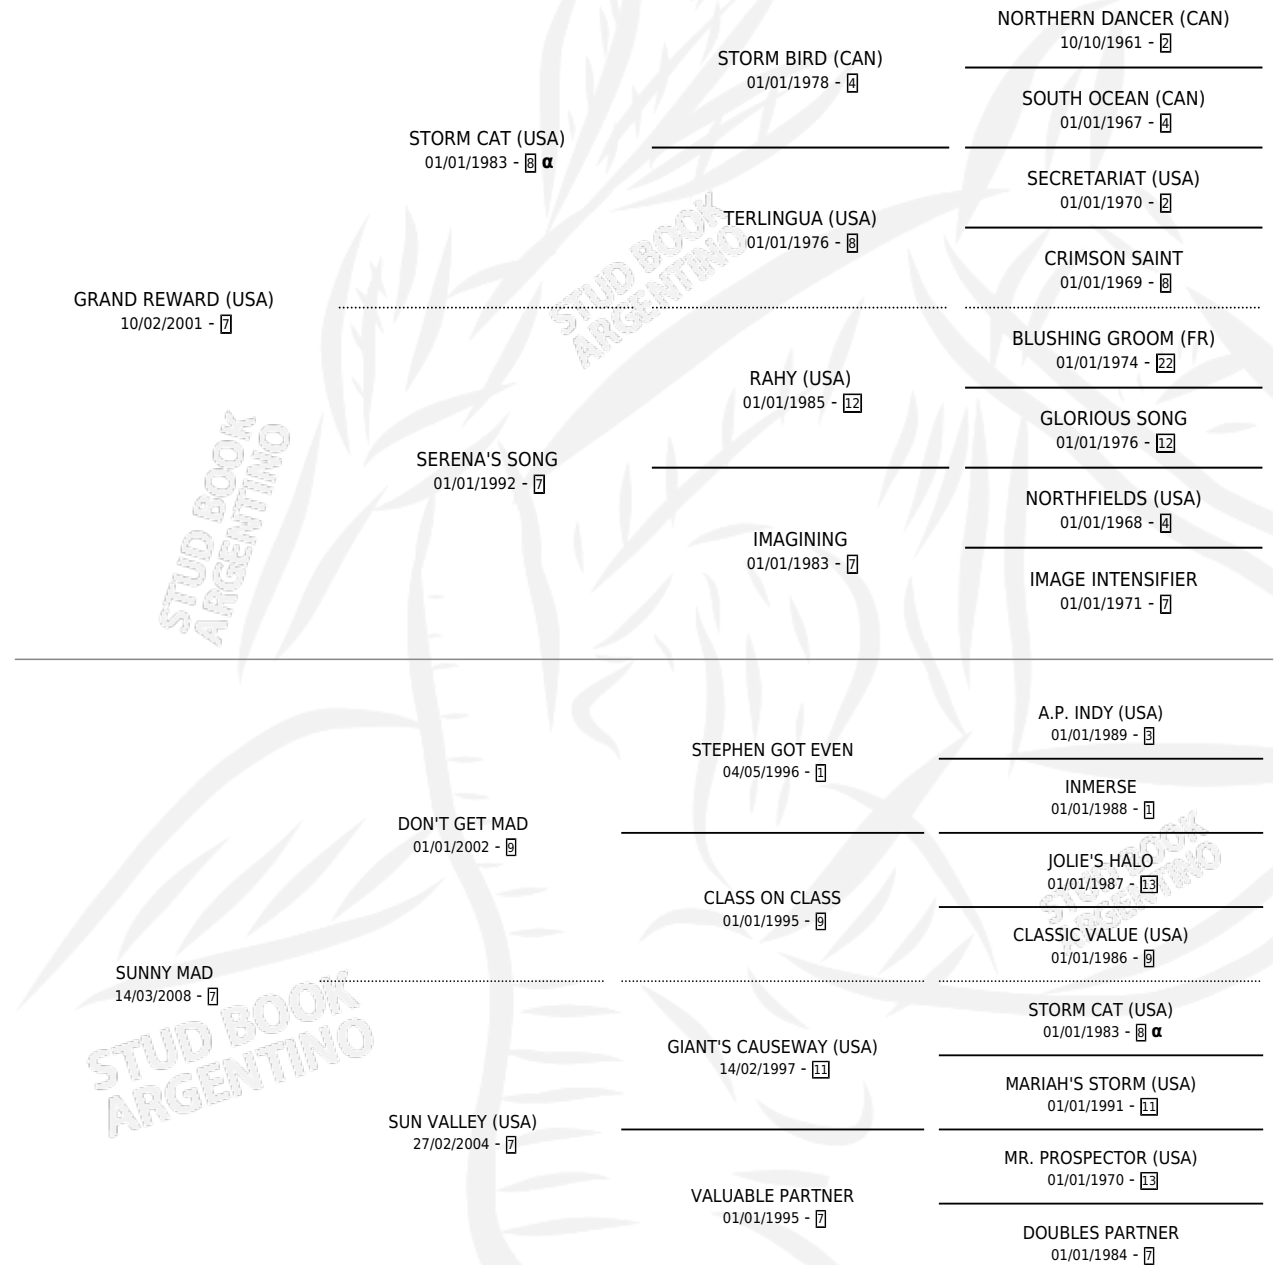 NORTHERN DANCER (CAN)
10/10/1961 - 2
STORM BIRD (CAN)
01/01/1978 - 4
SOUTH OCEAN (CAN)
01/01/1967 - 4
STORM CAT (USA)
01/01/1983 - 8 α
SECRETARIAT (USA)
01/01/1970 - 2
TERLINGUA (USA)
01/01/1976 - 8
CRIMSON SAINT
01/01/1969 - 8
GRAND REWARD (USA)
10/02/2001 - 7
BLUSHING GROOM (FR)
01/01/1974 - 22
RAHY (USA)
01/01/1985 - 12
GLORIOUS SONG
01/01/1976 - 12
SERENA'S SONG
01/01/1992 - 7
NORTHFIELDS (USA)
01/01/1968 - 4
IMAGINING
01/01/1983 - 7
IMAGE INTENSIFIER
01/01/1971 - 7
A.P. INDY (USA)
01/01/1989 - 3
STEPHEN GOT EVEN
04/05/1996 - 1
INMERSE
01/01/1988 - 1
DON'T GET MAD
01/01/2002 - 9
JOLIE'S HALO
01/01/1987 - 13
CLASS ON CLASS
01/01/1995 - 9
CLASSIC VALUE (USA)
01/01/1986 - 9
SUNNY MAD
14/03/2008 - 7
STORM CAT (USA)
01/01/1983 - 8 α
GIANT'S CAUSEWAY (USA)
14/02/1997 - 11
MARIAH'S STORM (USA)
01/01/1991 - 11
SUN VALLEY (USA)
27/02/2004 - 7
MR. PROSPECTOR (USA)
01/01/1970 - 13
VALUABLE PARTNER
01/01/1995 - 7
DOUBLES PARTNER
01/01/1984 - 7
STUD BOOK
ARGENTINO
STUD BOOK
ARGENTINO
STUD BOOK
ARGENTINO
STUD BOOK
ARGENTINO